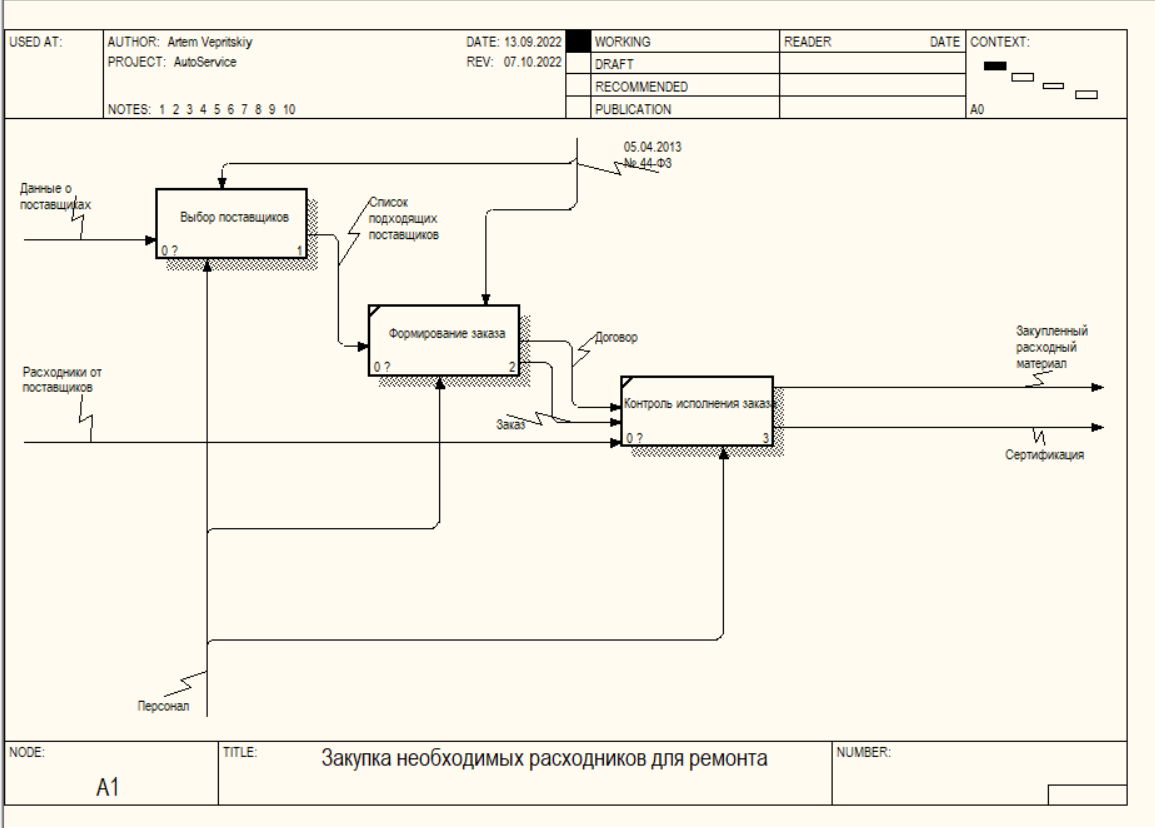 USED AT:
AUTHOR: Artem Vepritskiy
DATE: 13.09.2022
WORKING
READER
DATE
CONTEXT:
PROJECT: AutoService
REV: 07.10.2022
DRAFT
RECOMMENDED
NOTES: 1 2 3 4 5 6 7 8 9 10
PUBLICATION
A0
05.04.2013
№ 44-ФЗ
Данные о
поставщиках
Выбор поставщиков
0 ?
1
Список
подходящих
поставщиков
Формирование заказа
0 ?
2
Договор
Закупленный
расходный
материал
Расходники от
поставщиков
Контроль исполнения заказа
0 ?
3
Заказ
Сертификация
Персонал
NODE:
TITLE:
Закупка необходимых расходников для ремонта
NUMBER:
A1